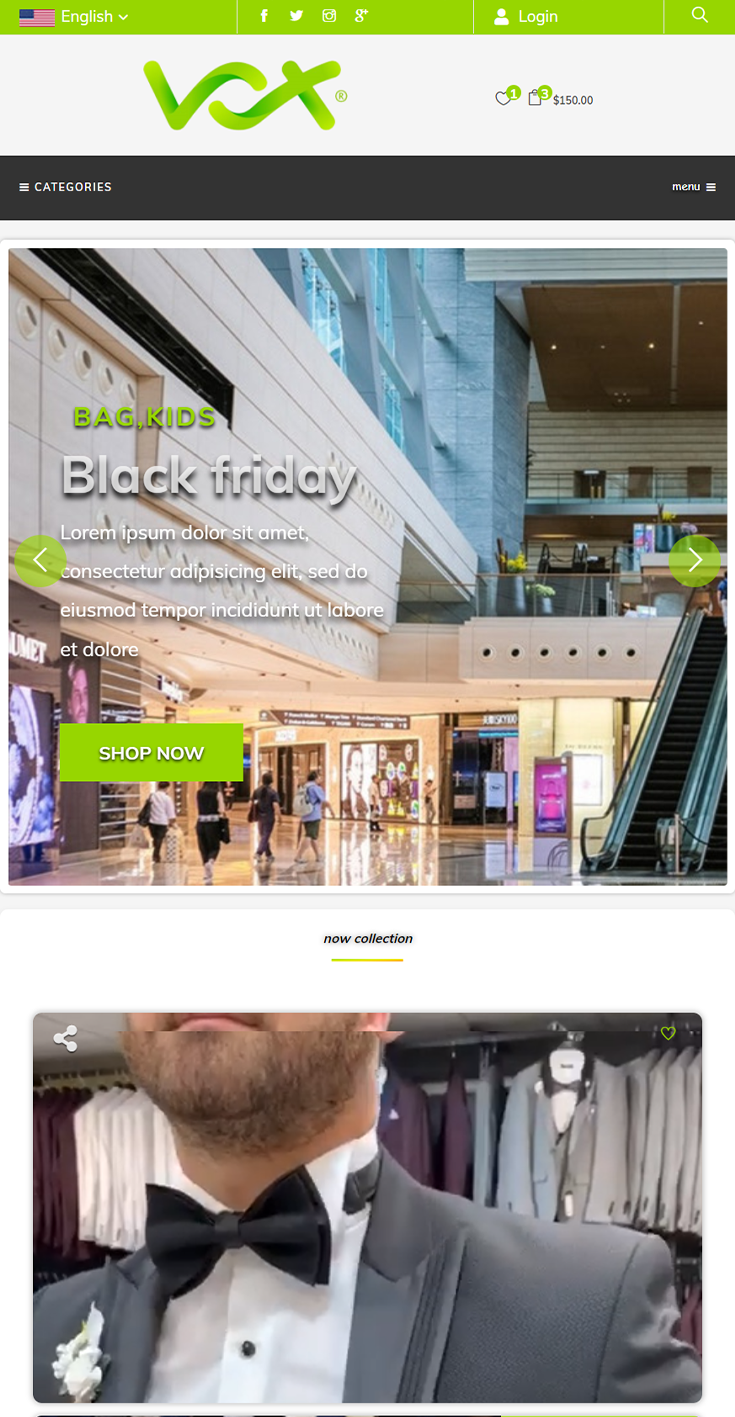 English
Login
VOX®
1
3
$150.00
CATEGORIES
menu
BAG,KIDS
Black friday
Lorem ipsum dolor sit amet,
consectetur adipisicing elit, sed do
eiusmod tempor incididunt ut labore
et dolore
SHOP NOW
now collection